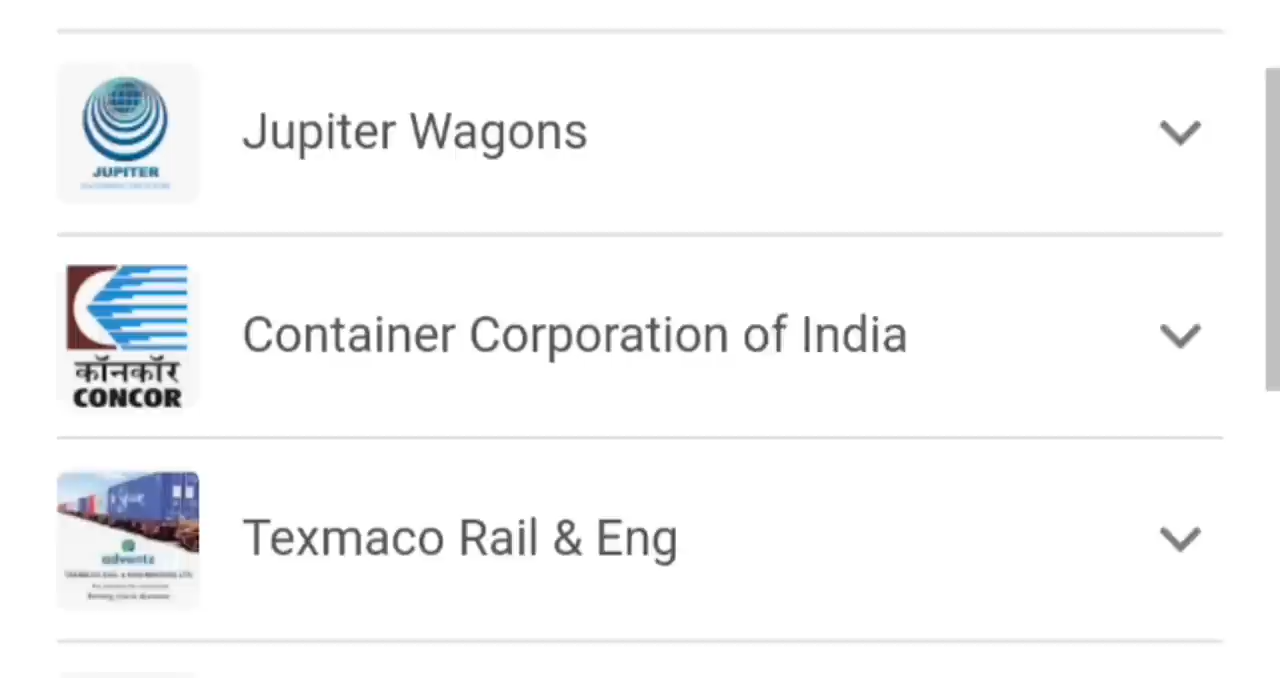 JUPITER
Jupiter Wagons
कॉनकॉर
CONCOR
Container Corporation of India
adventz
Texmaco Rail & Eng